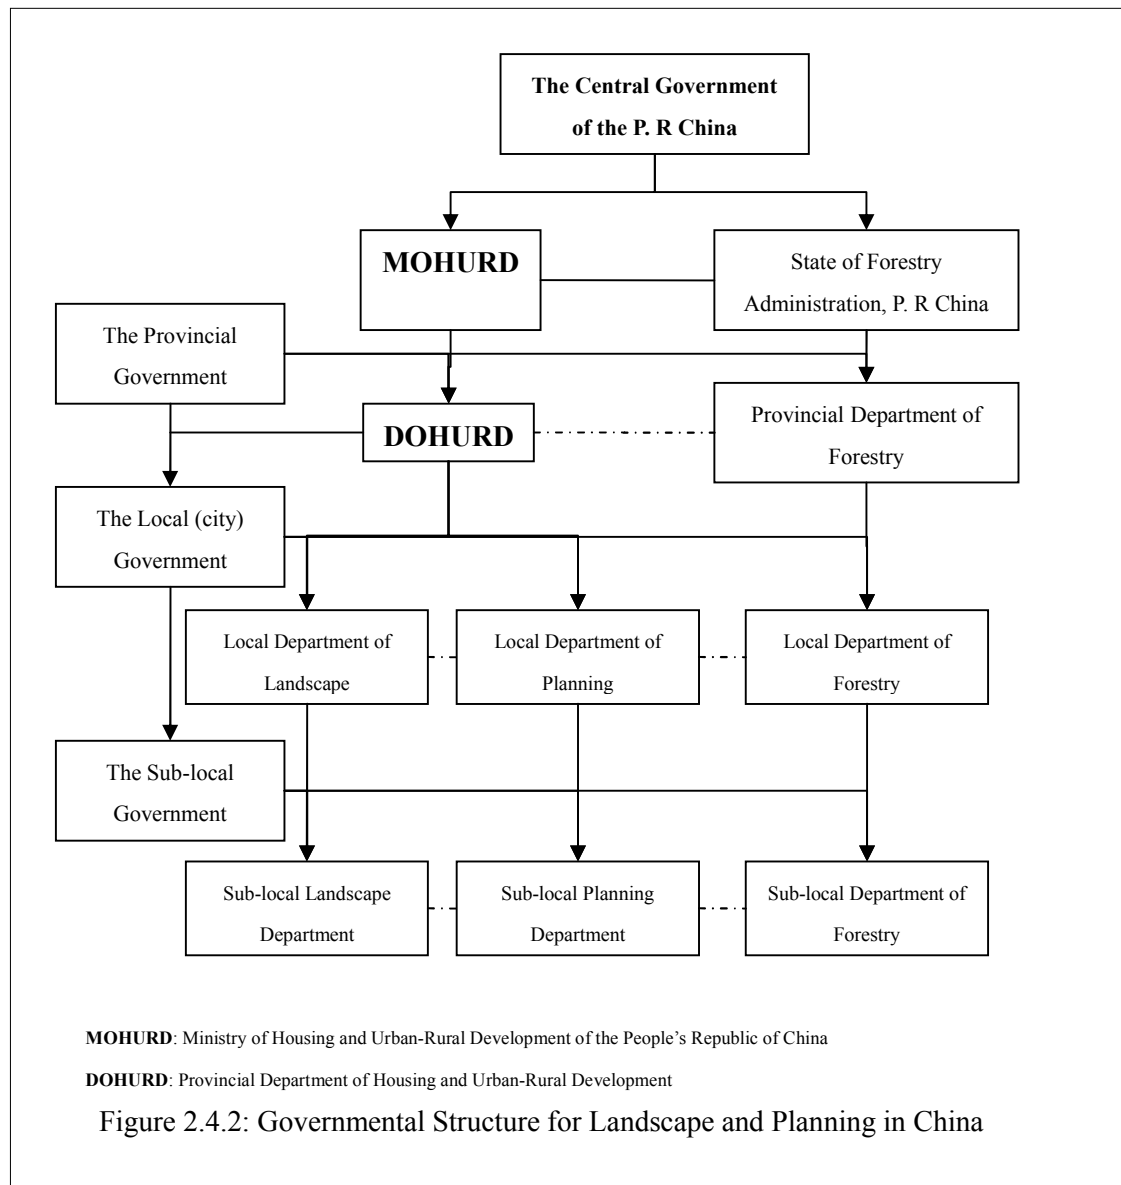 The Central Government
of the P. R China
MOHURD
State of Forestry
Administration, P. R China
The Provincial
Government
DOHURD
Provincial Department of
Forestry
The Local (city)
Government
Local Department of
Landscape
Local Department of
Planning
Local Department of
Forestry
The Sub-local
Government
Sub-local Landscape
Department
Sub-local Planning
Department
Sub-local Department of
Forestry
MOHURD: Ministry of Housing and Urban-Rural Development of the People’s Republic of China
DOHURD: Provincial Department of Housing and Urban-Rural Development
Figure 2.4.2: Governmental Structure for Landscape and Planning in China